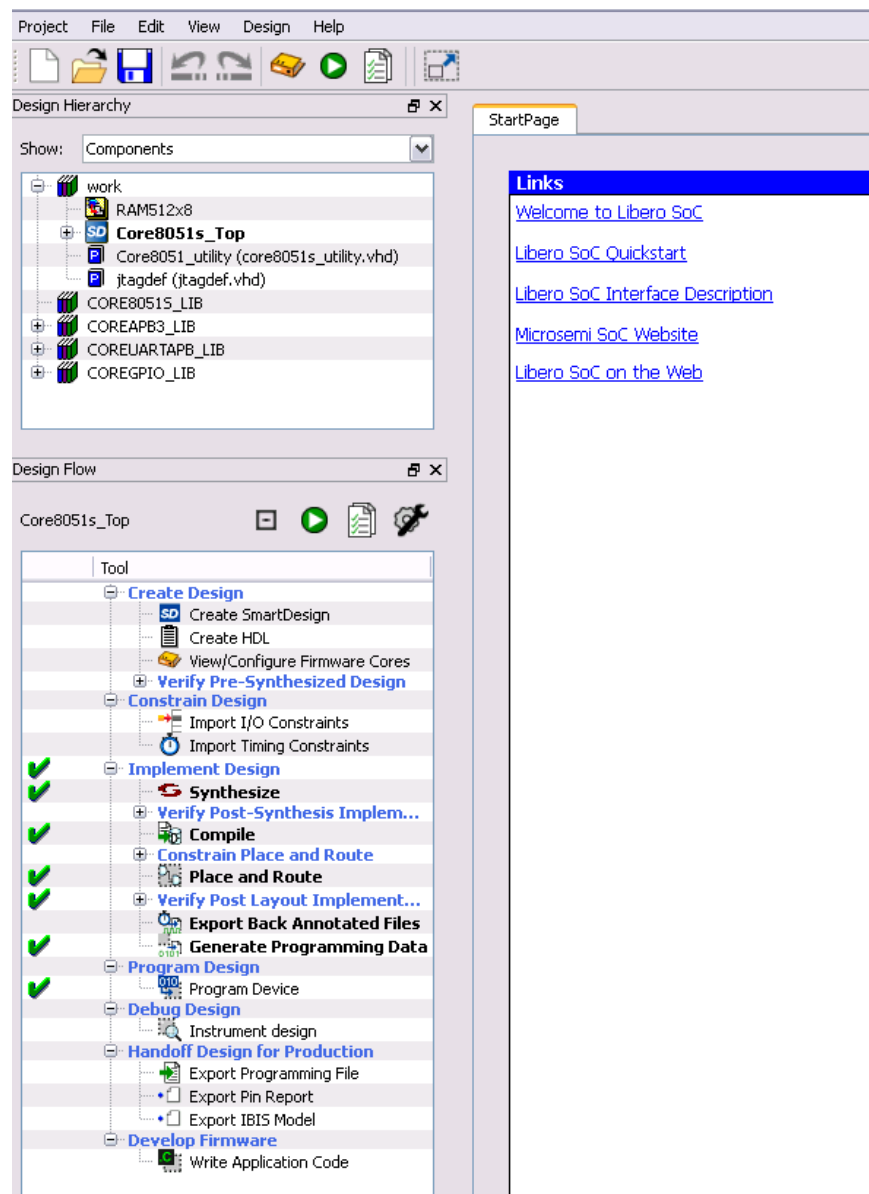 Project File Edit View Design Help
Design Hierarchy
StartPage
Show: Components
work
RAM512x8
Core8051s_Top
Core8051_utility (core8051s_utility.vhd)
jtagdef (jtagdef.vhd)
CORE8051S_LIB
COREAPB3_LIB
COREUARTAPB_LIB
COREGPIO_LIB
Links
Welcome to Libero SoC
Libero SoC Quickstart
Libero SoC Interface Description
Microsemi SoC Website
Libero SoC on the Web
Design Flow
Core8051s_Top
Tool
Create Design
SD Create SmartDesign
Create HDL
View/Configure Firmware Cores
Verify Pre-Synthesized Design
Constrain Design
Import I/O Constraints
Import Timing Constraints
Implement Design
Synthesize
Verify Post-Synthesis Implem...
Compile
Constrain Place and Route
Place and Route
Verify Post Layout Implement...
Export Back Annotated Files
Generate Programming Data
Program Design
Program Device
Debug Design
Instrument design
Handoff Design for Production
Export Programming File
Export Pin Report
Export IBIS Model
Develop Firmware
Write Application Code